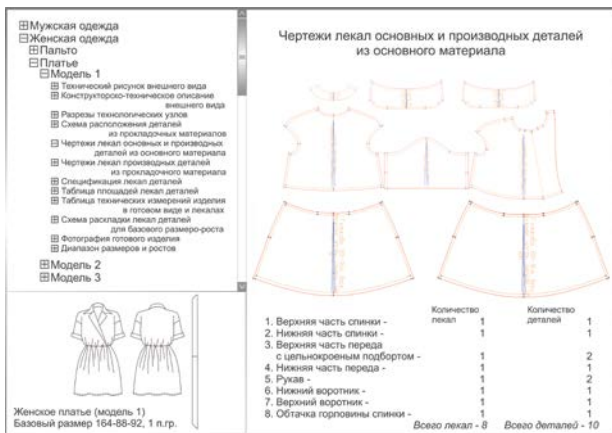 Мужская одежда
Женская одежда
Пальто
Платье
Модель 1
Технический рисунок внешнего вида
Конструкторско-техническое описание
внешнего вида
Разрезы технологических узлов
Схема расположения деталей
из прокладочных материалов
Чертежи лекал основных и производных
деталей из основного материала
Чертежи лекал производных деталей
из прокладочного материала
Спецификация лекал деталей
Таблица площадей лекал деталей
Таблица технических измерений изделия
в готовом виде и лекалах
Схема раскладки лекал деталей
для базового размеро-роста
Фотография готового изделия
Диапазон размеров и ростов
Модель 2
Модель 3
Женское платье (модель 1)
Базовый размер 164-88-92, 1 п.гр.
Чертежи лекал основных и производных деталей
из основного материала
Количество лекал
Количество деталей
1. Верхняя часть спинки - 1 1
2. Нижняя часть спинки - 1 1
3. Верхняя часть переда
с цельнокроеным подбортом - 1 2
4. Нижняя часть переда - 1 1
5. Рукав - 1 2
6. Нижний воротник - 1 1
7. Верхний воротник - 1 1
8. Обтачка горловины спинки - 1 1
Всего лекал - 8 Всего деталей - 10